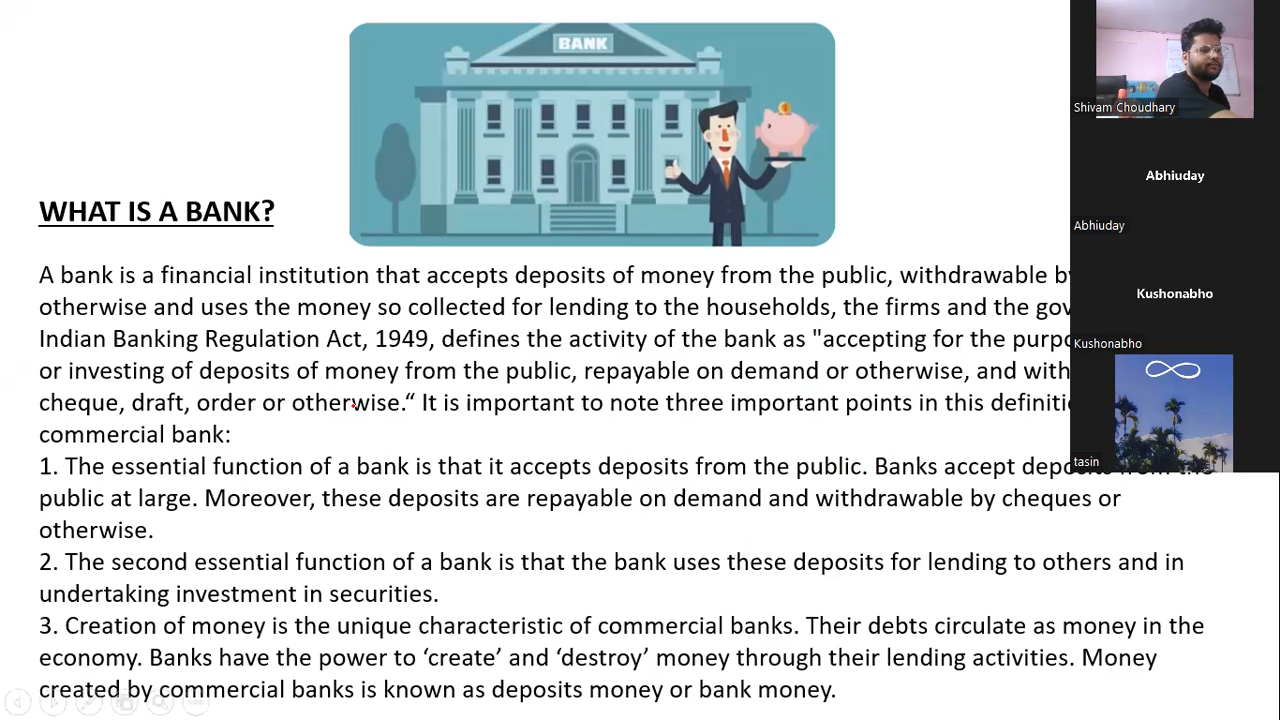 BANK
WHAT IS A BANK?
A bank is a financial institution that accepts deposits of money from the public, withdrawable
otherwise and uses the money so collected for lending to the households, the firms and the
Indian Banking Regulation Act, 1949, defines the activity of the bank as "accepting for the
or investing of deposits of money from the public, repayable on demand or otherwise, and
cheque, draft, order or otherwise.“ It is important to note three important points in this
commercial bank:
1. The essential function of a bank is that it accepts deposits from the public. Banks accept
public at large. Moreover, these deposits are repayable on demand and withdrawable by cheques or
otherwise.
2. The second essential function of a bank is that the bank uses these deposits for lending to others and in
undertaking investment in securities.
3. Creation of money is the unique characteristic of commercial banks. Their debts circulate as money in the
economy. Banks have the power to ‘create’ and ‘destroy’ money through their lending activities. Money
created by commercial banks is known as deposits money or bank money.
Shivam Choudhary
Abhiuday
Abhiuday
Kushonabho
Kushonabho
tasin